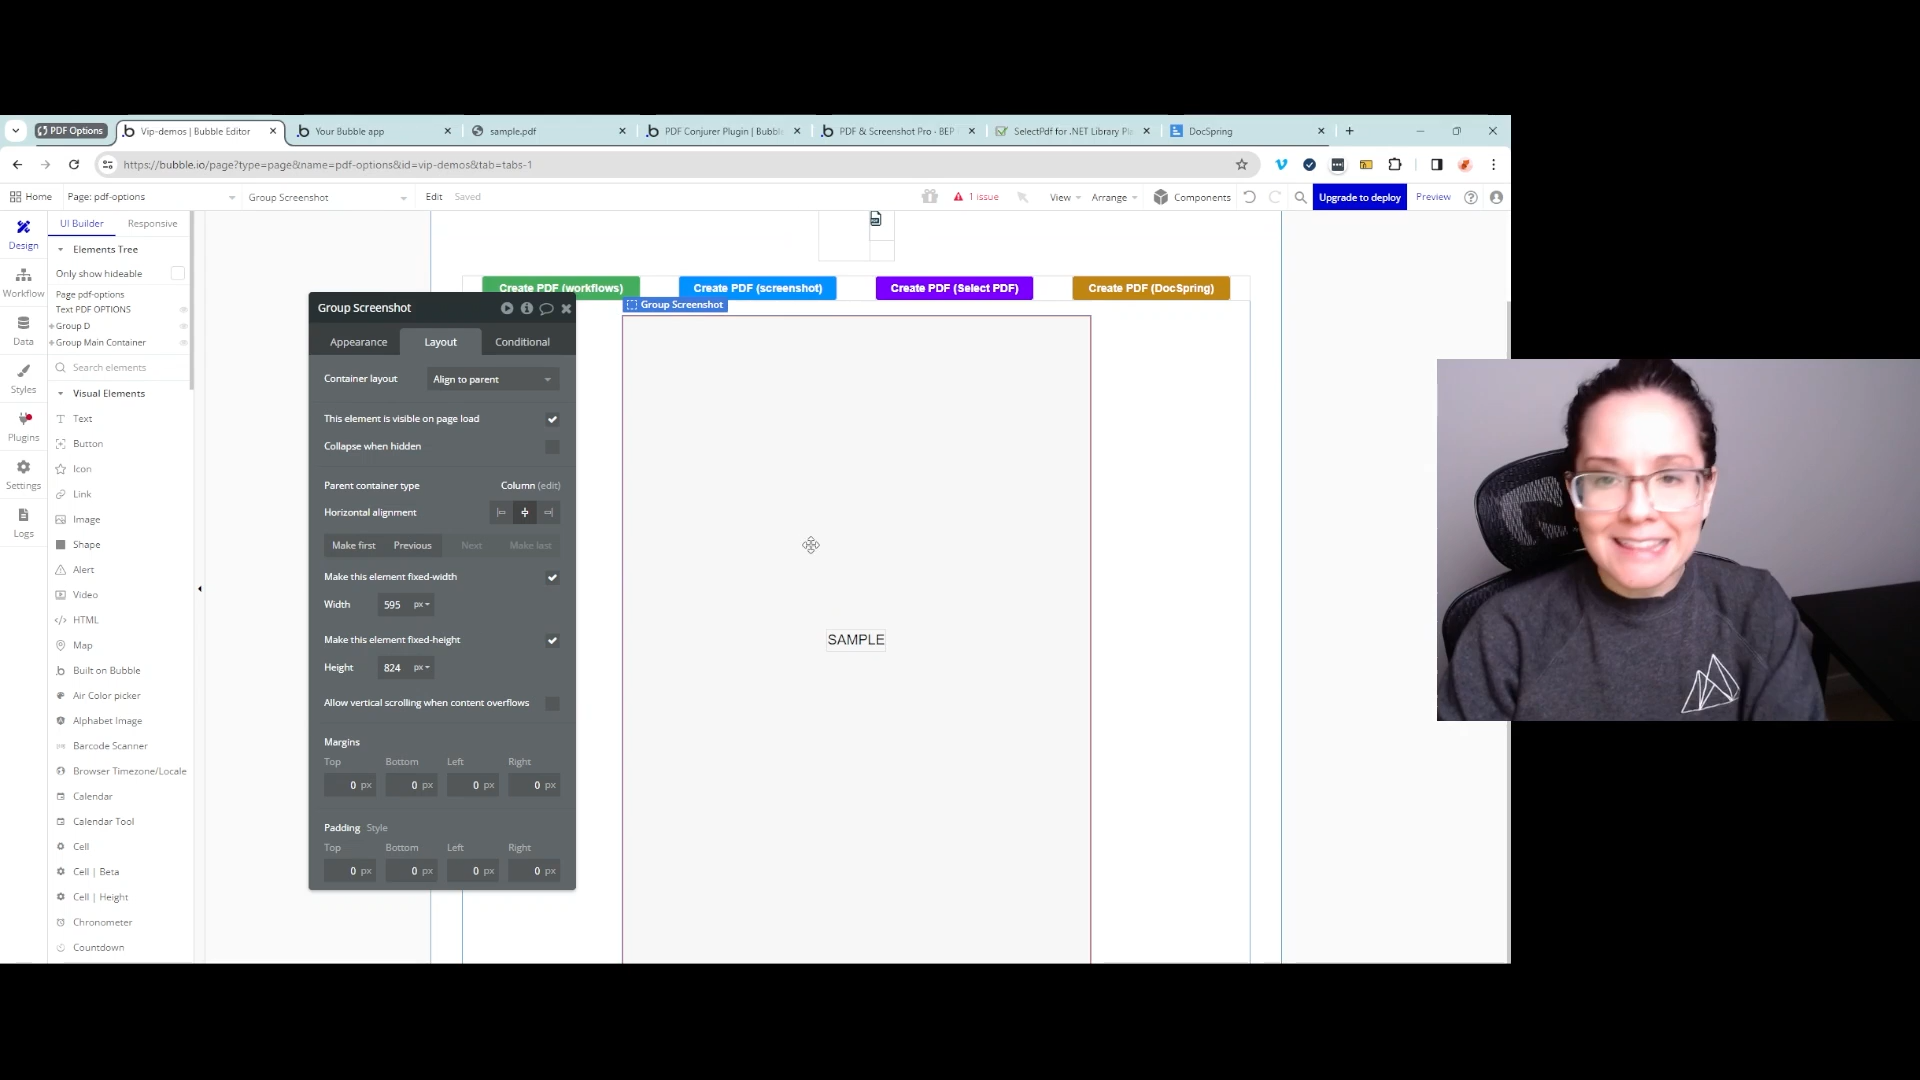 PDF Options
Vip-demos | Bubble Editor
Your Bubble app
sample.pdf
PDF Conjurer Plugin | Bubbl
PDF & Screenshot Pro - BEP
SelectPdf for .NET Library Pl
DocSpring
https://bubble.io/page?type=page&name=pdf-options&id=vip-demos&tab=tabs-1
Home
Page: pdf-options
Group Screenshot
Edit
Saved
1 issue
View
Arrange
Components
Upgrade to deploy
Preview
Design
Workflow
Data
Styles
Plugins
Settings
Logs
UI Builder
Responsive
Elements Tree
Only show hideable
Page pdf-options
Text PDF OPTIONS
Group D
Group Main Container
Search elements
Visual Elements
Text
Button
Icon
Link
Image
Shape
Alert
Video
HTML
Map
Built on Bubble
Air Color picker
Alphabet Image
Barcode Scanner
Browser Timezone/Locale
Calendar
Calendar Tool
Cell
Cell | Beta
Cell | Height
Chronometer
Countdown
Create PDF (workflows)
Create PDF (screenshot)
Create PDF (Select PDF)
Create PDF (DocSpring)
Group Screenshot
Group Screenshot
Appearance
Layout
Conditional
Container layout
Align to parent
This element is visible on page load
Collapse when hidden
Parent container type
Column (edit)
Horizontal alignment
Make first
Previous
Next
Make last
Make this element fixed-width
Width
595 px
Make this element fixed-height
Height
824 px
Allow vertical scrolling when content overflows
Margins
Top Bottom Left Right
0 px 0 px 0 px 0 px
Padding Style
Top Bottom Left Right
0 px 0 px 0 px 0 px
SAMPLE